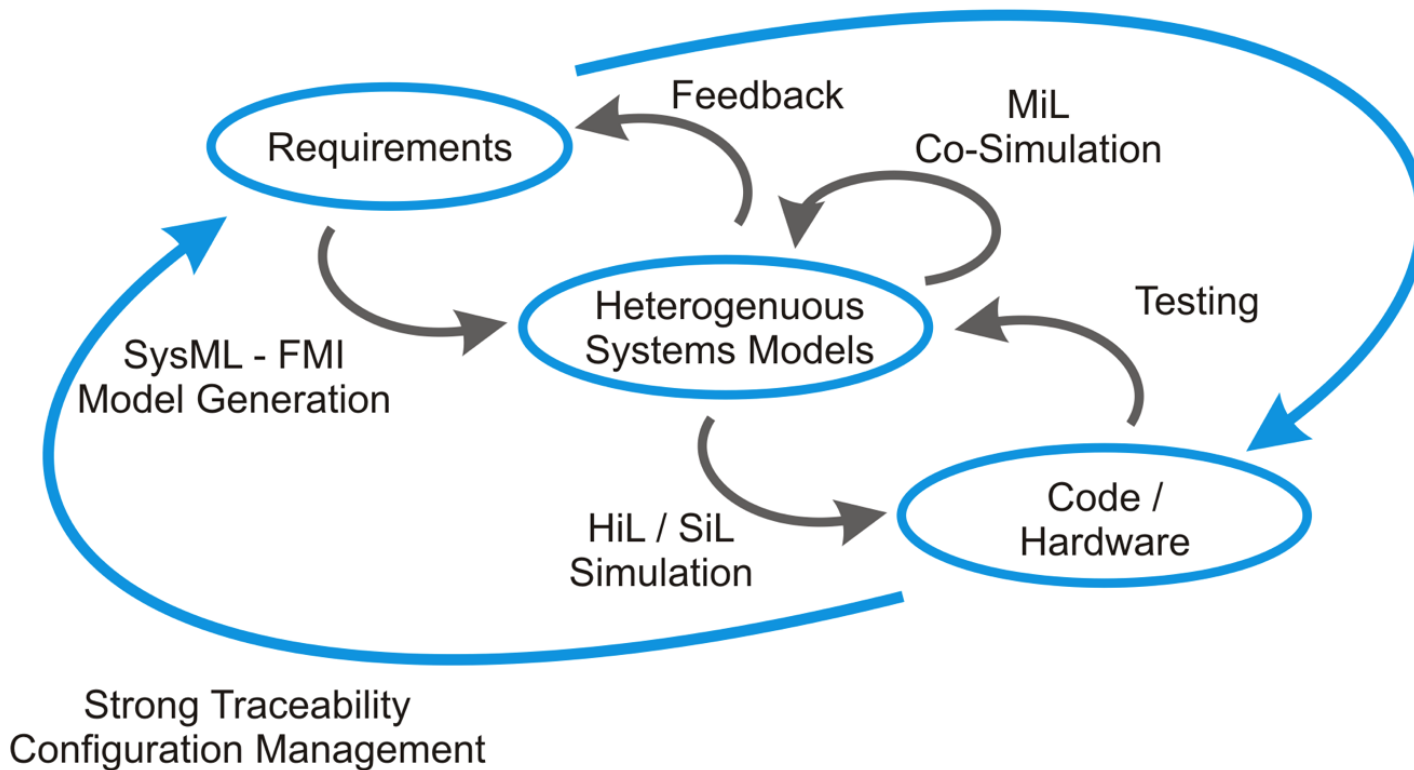 Feedback
MiL
Co-Simulation
Requirements
Heterogenuous
Systems Models
Testing
SysML - FMI
Model Generation
Code /
Hardware
HiL / SiL
Simulation
Strong Traceability
Configuration Management